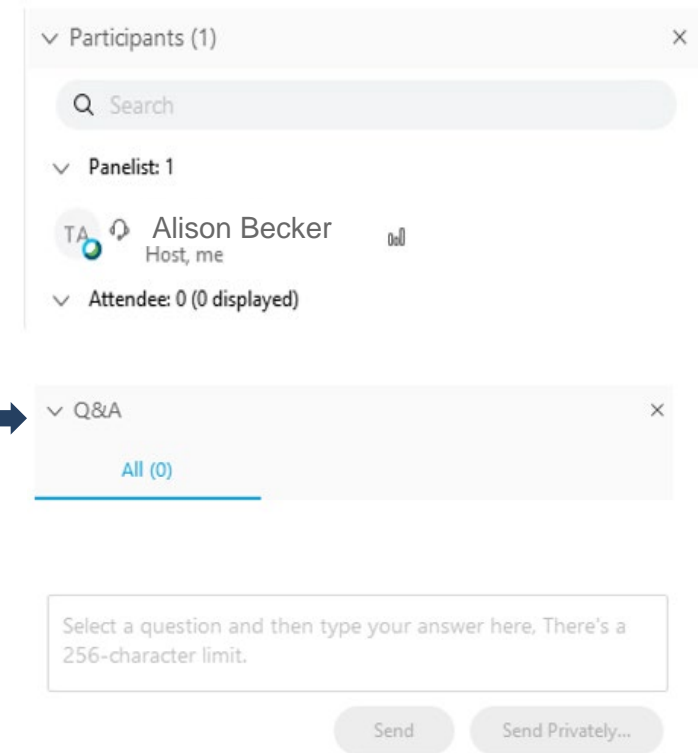 Participants (1)
Search
Panelist: 1
TA
Alison Becker
Host, me
Attendee: 0 (0 displayed)
Q&A
All (0)
Select a question and then type your answer here, There's a
256-character limit.
Send Send Privately...